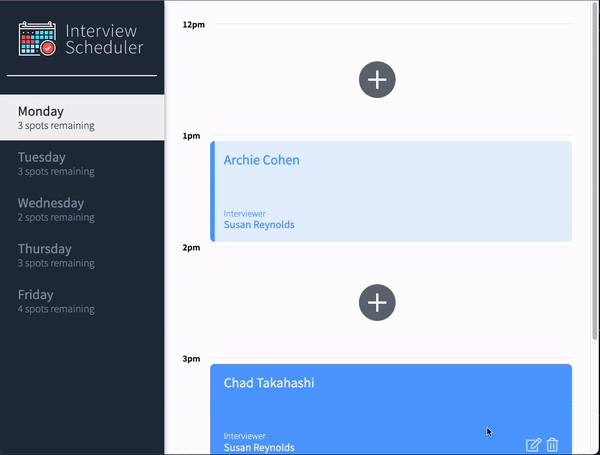 Interview
Scheduler
Monday
3 spots remaining
Tuesday
3 spots remaining
Wednesday
2 spots remaining
Thursday
3 spots remaining
Friday
4 spots remaining
12pm
1pm
Archie Cohen
Interviewer
Susan Reynolds
2pm
3pm
Chad Takahashi
Interviewer
Susan Reynolds